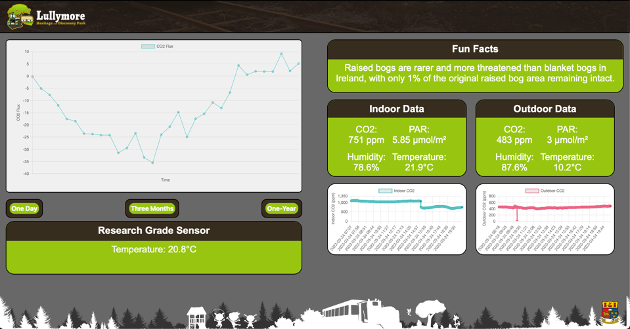 Lullymore
Heritage & Discovery Park
CO2 Flux
10
5
0
-5
-10
-15
-20
-25
-30
-35
-40
CO2 Flux
Time
One Day
Three Months
One-Year
Research Grade Sensor
Temperature: 20.8°C
Fun Facts
Raised bogs are rarer and more threatened than blanket bogs in
Ireland, with only 1% of the original raised bog area remaining intact.
Indoor Data
CO2:
751 ppm
PAR:
5.85 μmol/m²
Humidity:
78.6%
Temperature:
21.9°C
Outdoor Data
CO2:
483 ppm
PAR:
3 μmol/m²
Humidity:
87.6%
Temperature:
10.2°C
Indoor CO2
Indoor CO2 (ppm)
600
300
0
Outdoor CO2
Outdoor CO2 (ppm)
800
600
400
200
0